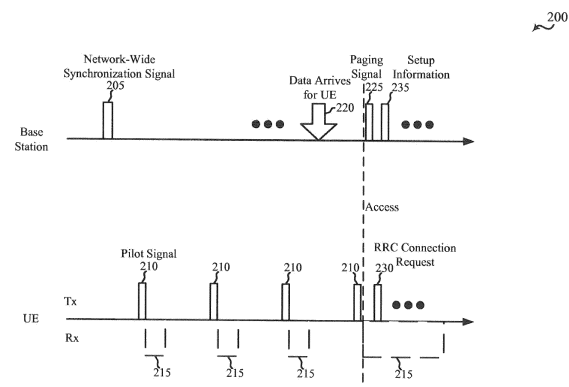 200
Network-Wide
Synchronization Signal
205
Data Arrives
for UE
220
Paging
Signal
225
Setup
Information
235
Base
Station
Access
Pilot Signal
210
210
210
210
RRC Connection
Request
230
Tx
UE
Rx
215
215
215
215